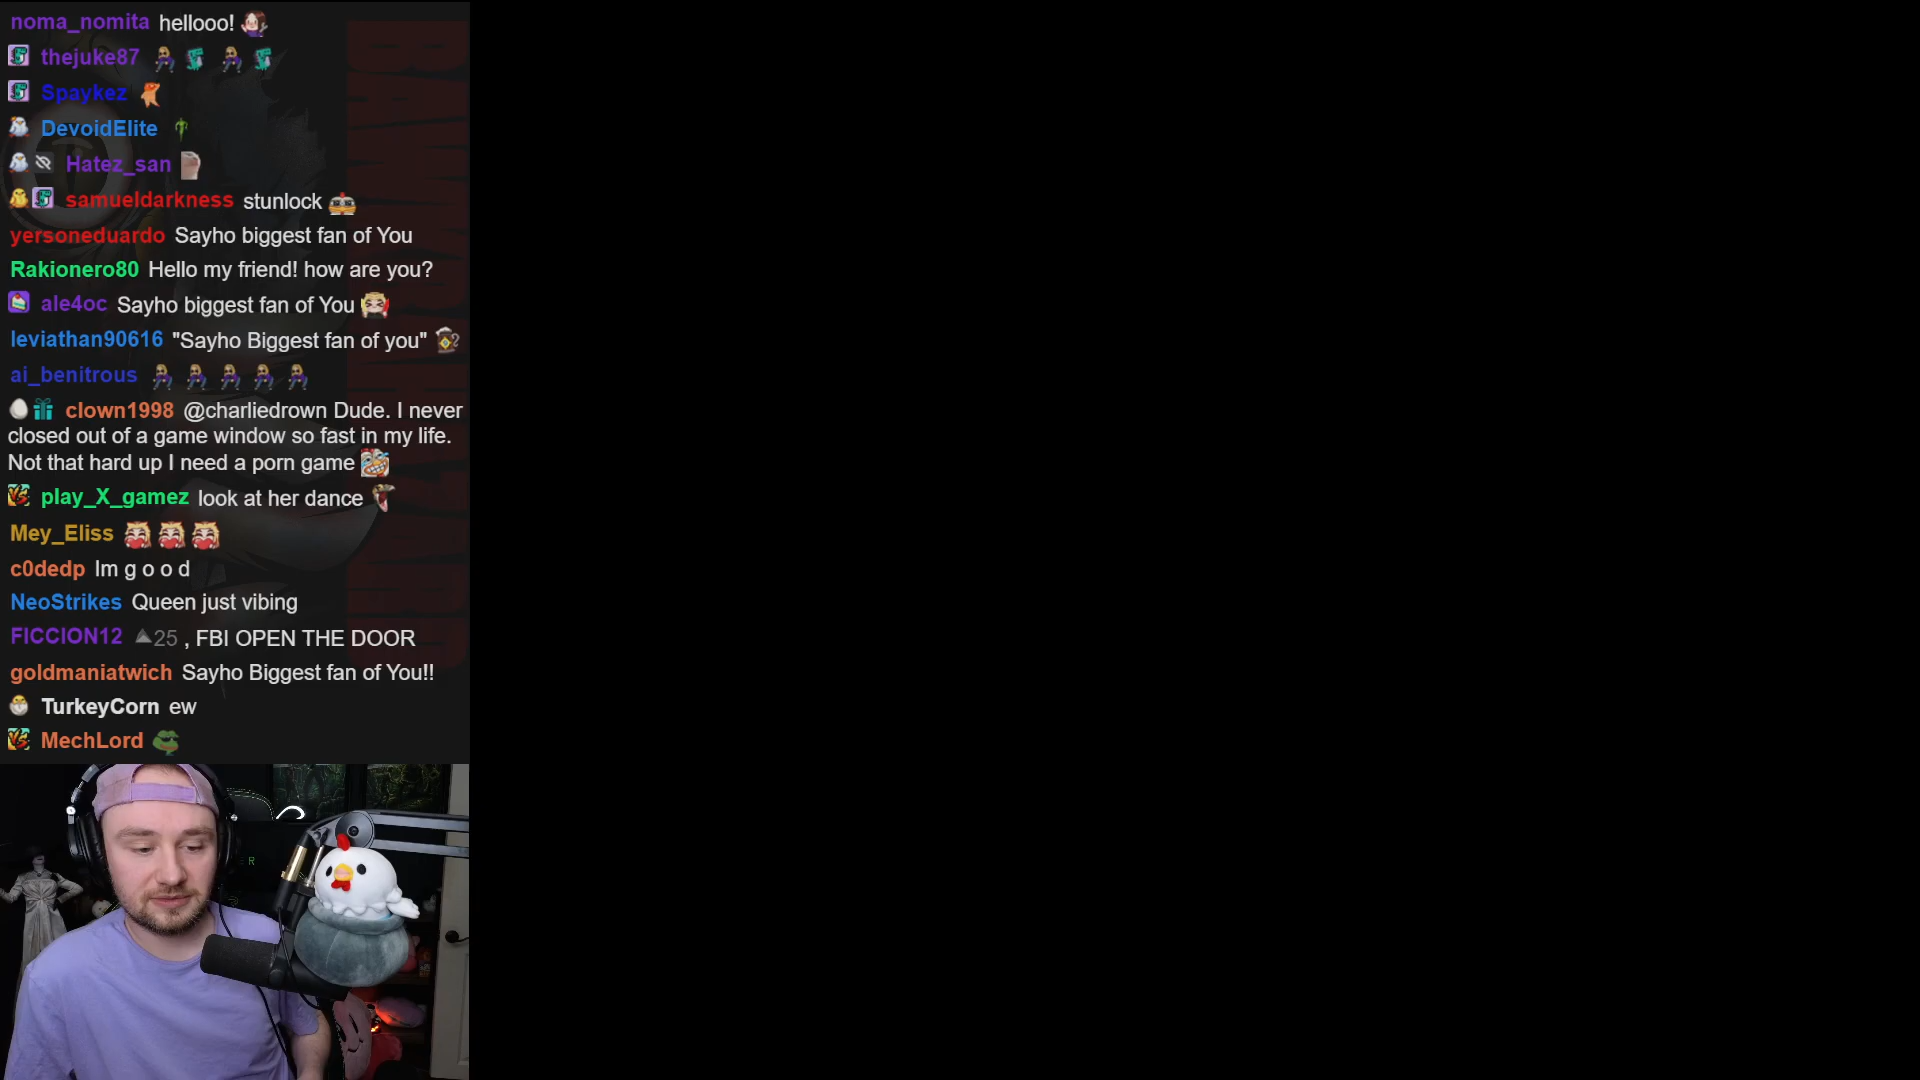 noma_nomita hellooo!
thejuke87
Spaykez
DevoidElite
Hatez_san
samueldarkness stunlock
yersoneduardo Sayho biggest fan of You
Rakionero80 Hello my friend! how are you?
ale4oc Sayho biggest fan of You
leviathan90616 "Sayho Biggest fan of you"
ai_benitrous
clown1998 @charliedrown Dude. I never
closed out of a game window so fast in my life.
Not that hard up I need a porn game
play_X_gamez look at her dance
Mey_Eliss
c0dedp Im g o o d
NeoStrikes Queen just vibing
FICCION12 25 , FBI OPEN THE DOOR
goldmaniatwich Sayho Biggest fan of You!!
TurkeyCorn ew
MechLord